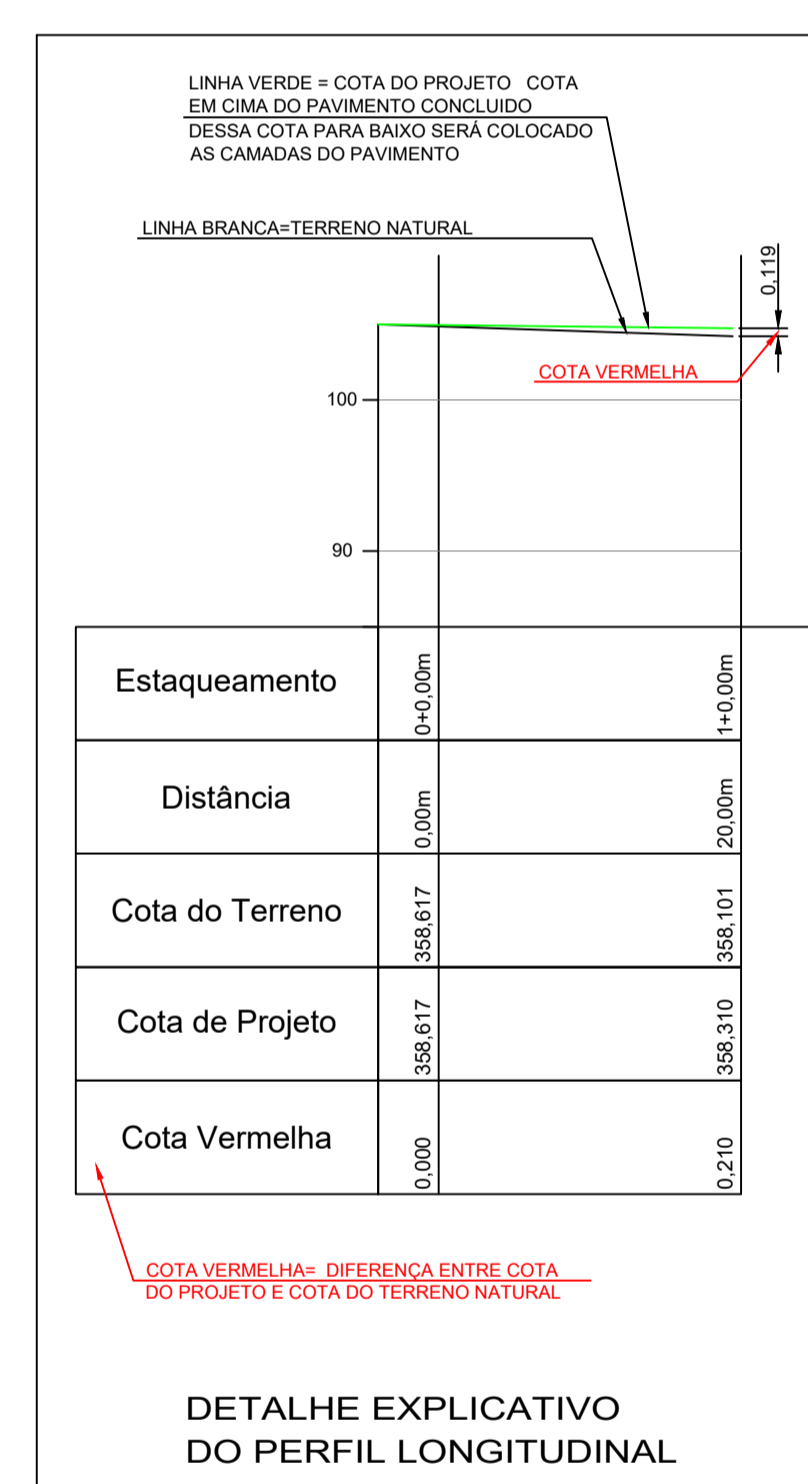 LINHA VERDE = COTA DO PROJETO COTA
EM CIMA DO PAVIMENTO CONCLUIDO
DESSA COTA PARA BAIXO SERÁ COLOCADO
AS CAMADAS DO PAVIMENTO
LINHA BRANCA=TERRENO NATURAL
0,119
COTA VERMELHA
100
90
Estaqueamento
0+0,00m
1+0,00m
Distância
0,00m
20,00m
Cota do Terreno
358,617
358,101
Cota de Projeto
358,617
358,310
Cota Vermelha
0,000
0,210
COTA VERMELHA= DIFERENÇA ENTRE COTA
DO PROJETO E COTA DO TERRENO NATURAL
DETALHE EXPLICATIVO
DO PERFIL LONGITUDINAL